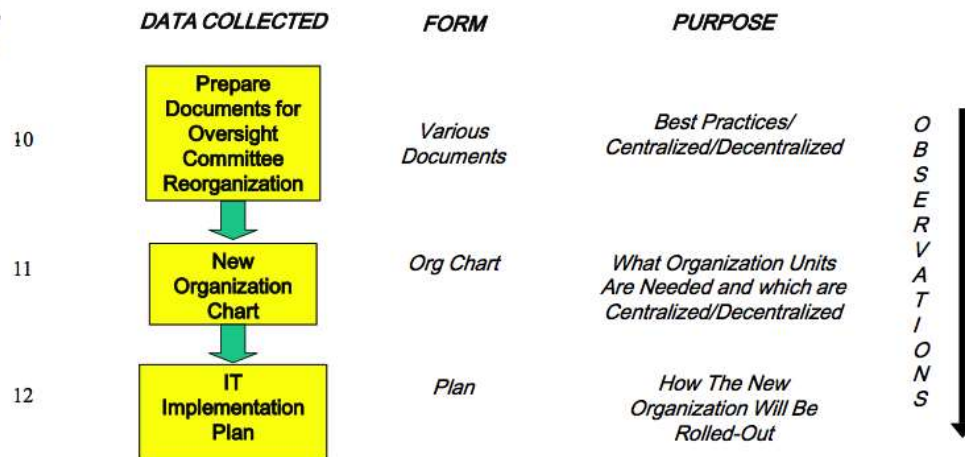 DATA COLLECTED FORM PURPOSE
10
Prepare
Documents for
Oversight
Committee
Reorganization
Various
Documents
Best Practices/
Centralized/Decentralized
11
New
Organization
Chart
Org Chart
What Organization Units
Are Needed and which are
Centralized/Decentralized
12
IT
Implementation
Plan
Plan
How The New
Organization Will Be
Rolled-Out
O
B
S
E
R
V
A
T
I
O
N
S